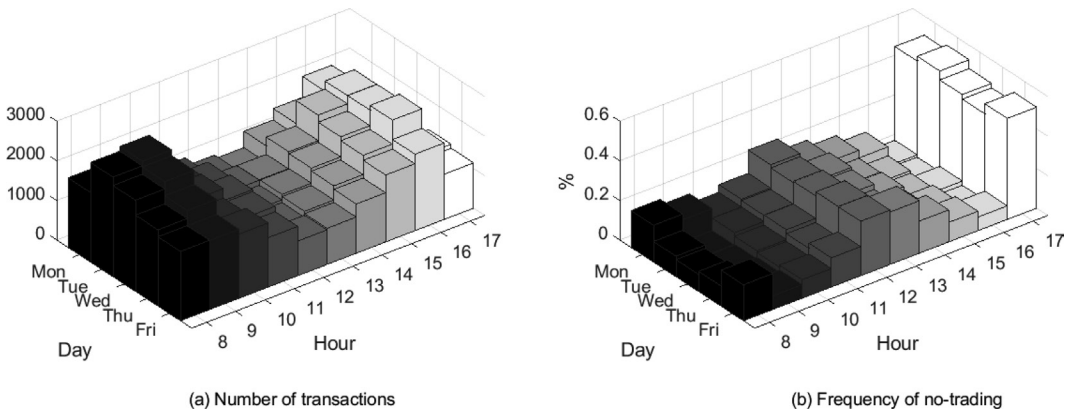 3000
2000
1000
0
Mon
Tue
Wed
Thu
Fri
Day
8
9
10
11
12
13
14
15
16
17
Hour
(a) Number of transactions
0.6
0.4
0.2
0
%
Mon
Tue
Wed
Thu
Fri
Day
8
9
10
11
12
13
14
15
16
17
Hour
(b) Frequency of no-trading